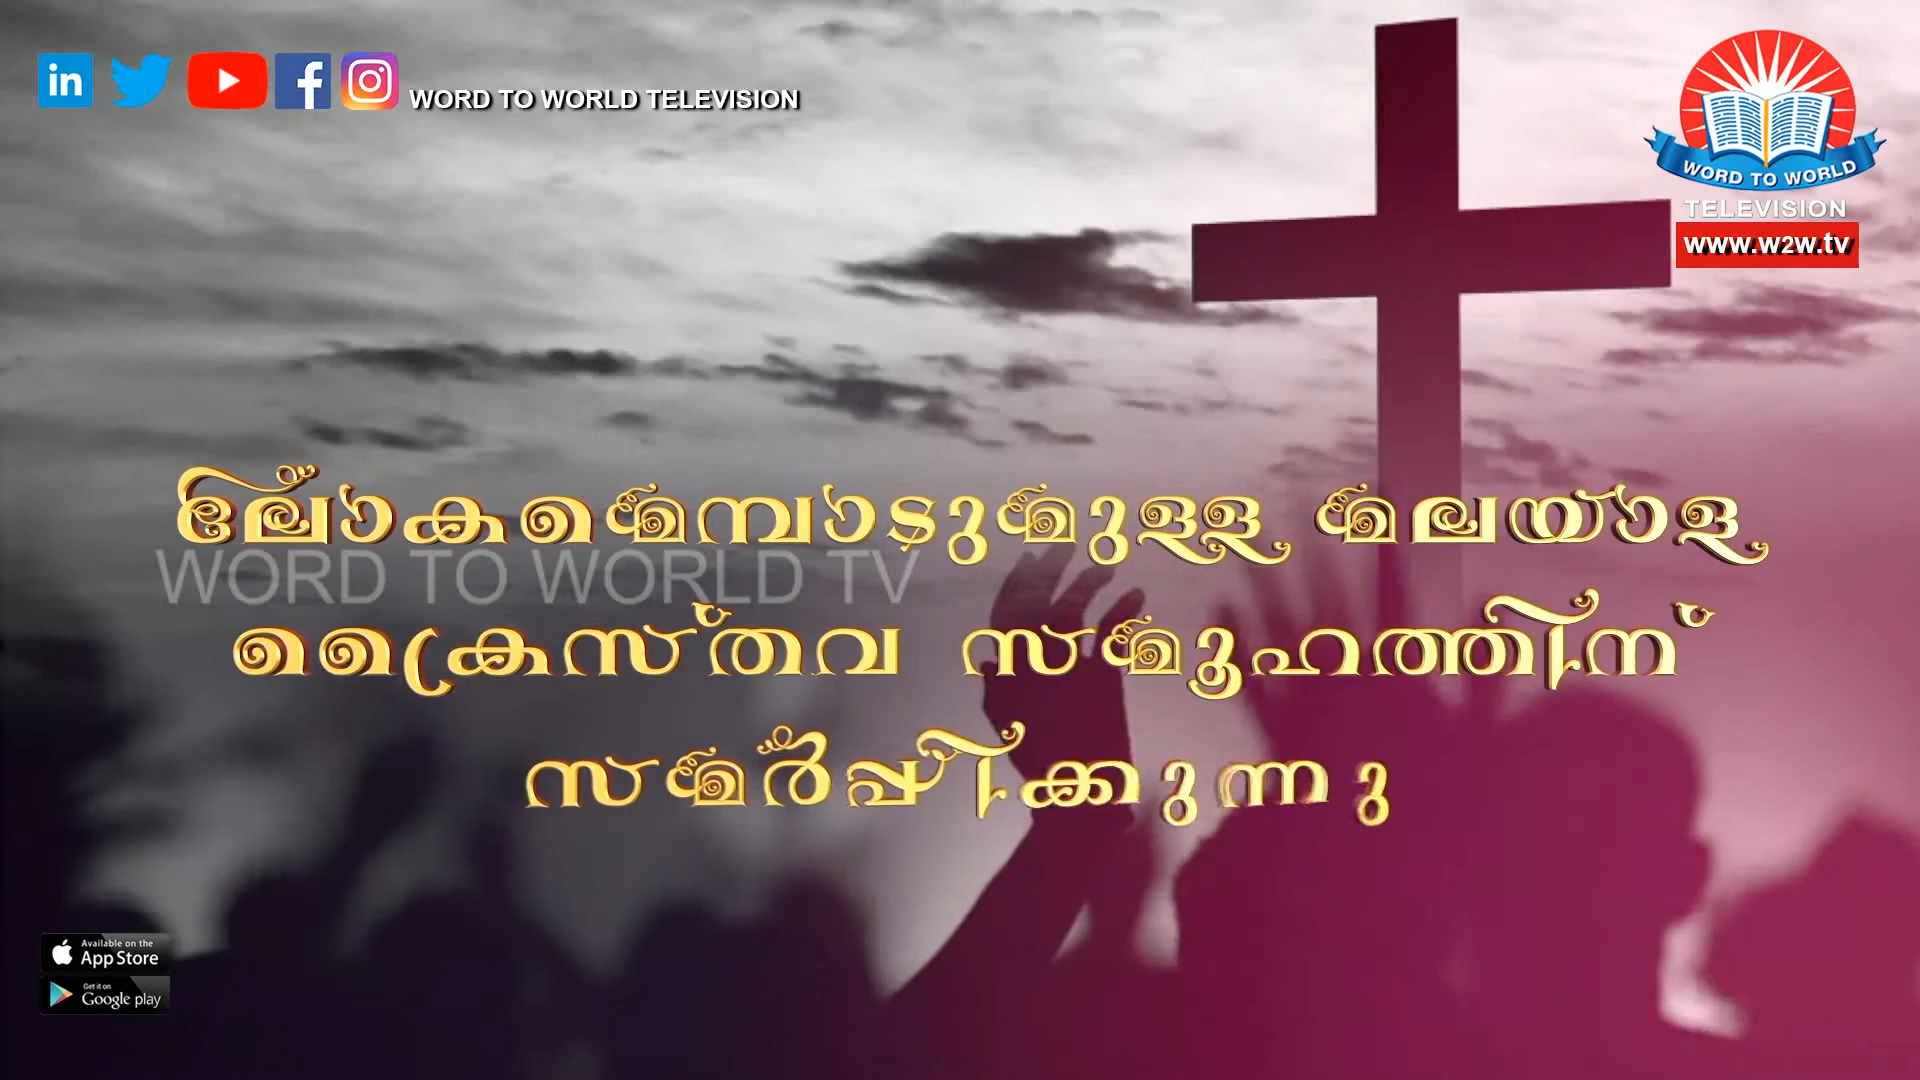 in
WORD TO WORLD TELEVISION
WORD TO WORLD
TELEVISION
www.w2w.tv
ലോകമെമ്പാടുമുള്ള മലയാള
WORD TO WORLD TV
ക്രൈസ്തവ സമൂഹത്തിന്
സമർപ്പിക്കുന്നു
Available on the
App Store
Get it on
Google play